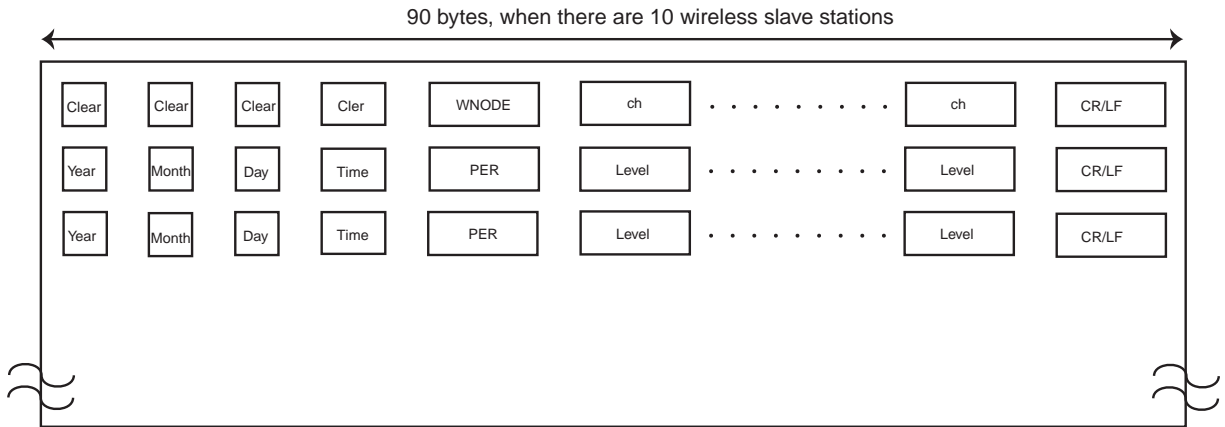 90 bytes, when there are 10 wireless slave stations
Clear Clear Clear Cler WNODE ch . . . . . . . . . ch CR/LF
Year Month Day Time PER Level . . . . . . . . . Level CR/LF
Year Month Day Time PER Level . . . . . . . . . Level CR/LF